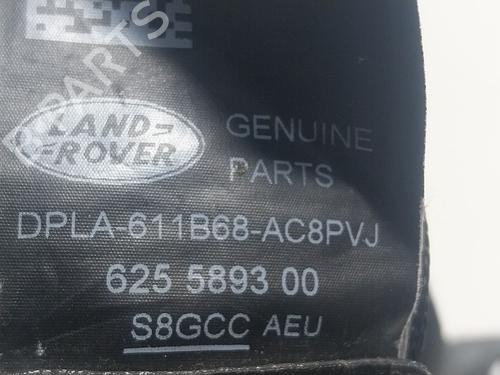 LAND
ROVER
GENUINE
PARTS
DPLA-611B68-AC8PVJ
625 5893 00
S8GCC AEU